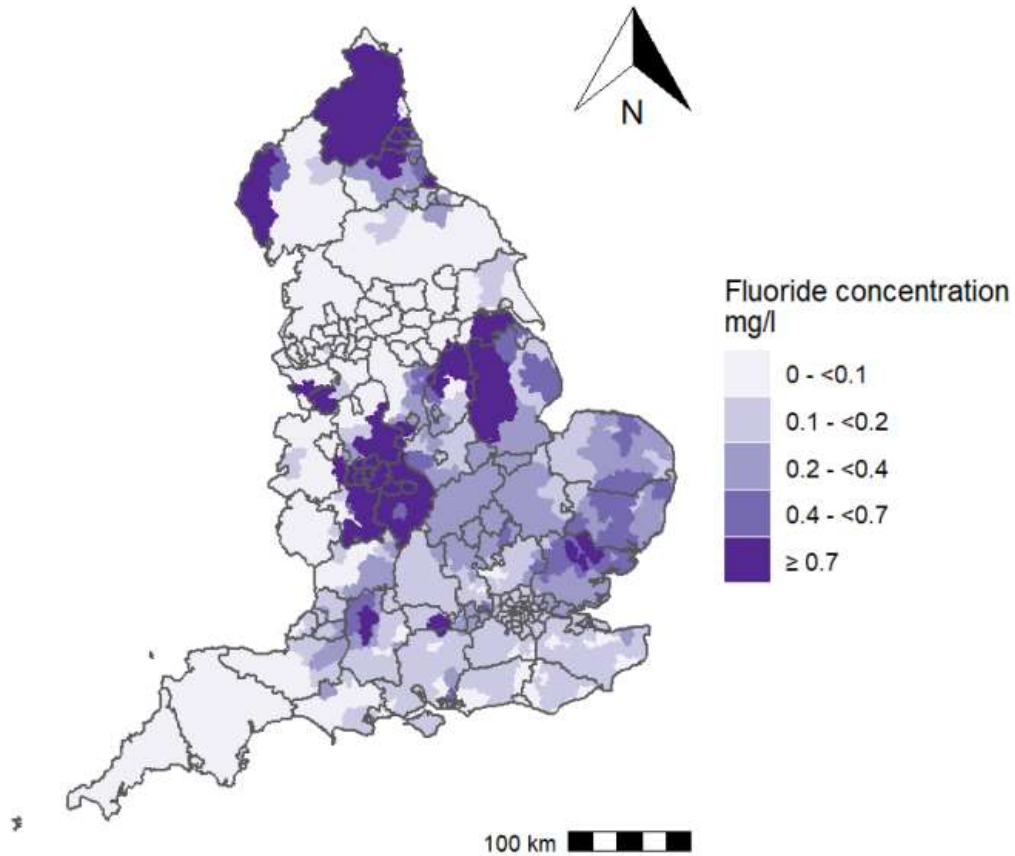 N
Fluoride concentration
mg/l
0 - <0.1
0.1 - <0.2
0.2 - <0.4
0.4 - <0.7
≥ 0.7
100 km